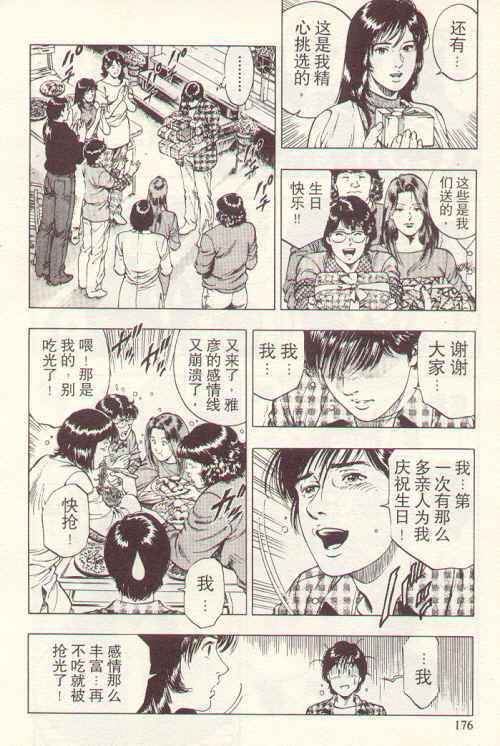 还有…
这是我精
心挑选的。
………
这些是我
们送的。
生日
快乐!!
谢谢
大家…
我…
我…
又来了，雅
彦的感情线
又崩溃了。
喂！那是
我的，别
吃光了！
快抢！
我…
我…第
一次有那么
多亲人为我
庆祝生日！
…我
感情那么
丰富…再
不吃就被
抢光了！
176